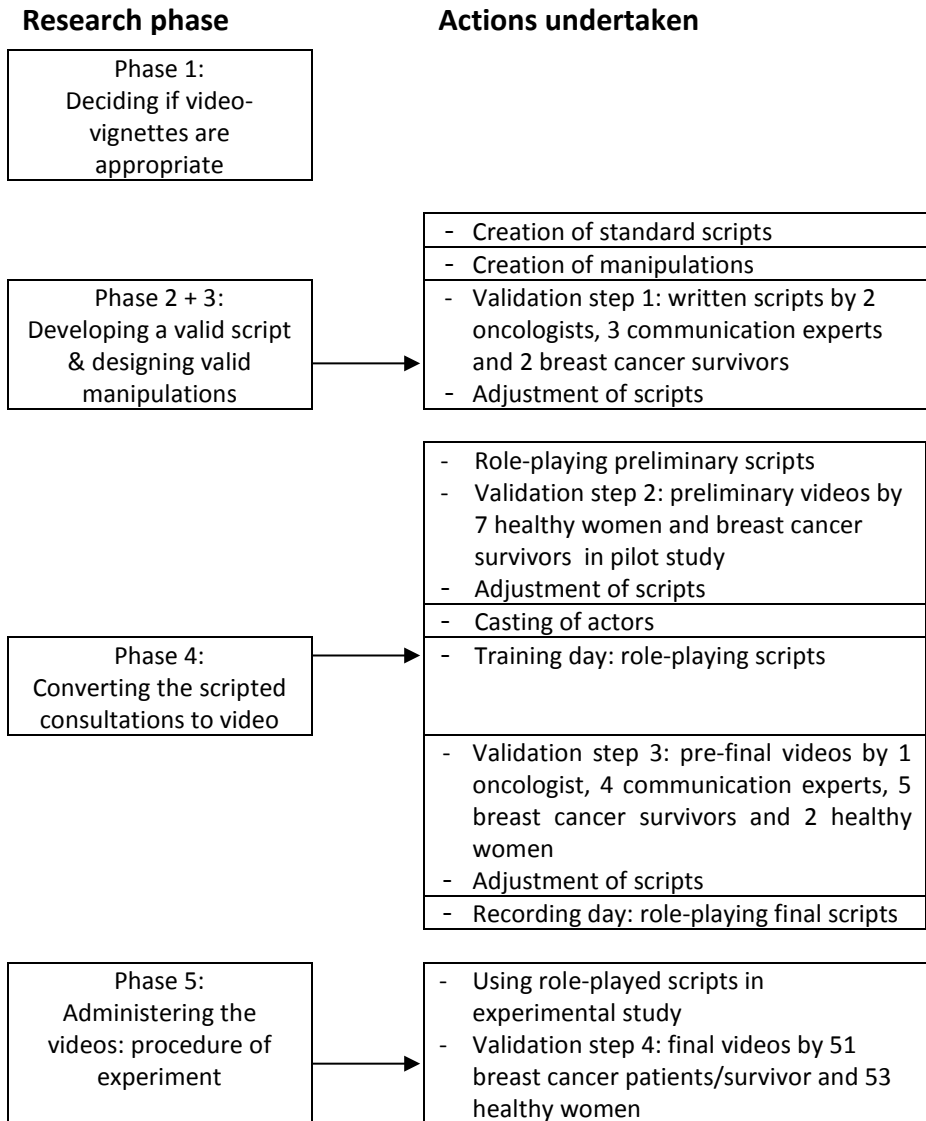 Research phase
Actions undertaken
Phase 1:
Deciding if video-
vignettes are
appropriate
Phase 2 + 3:
Developing a valid script
& designing valid
manipulations
- Creation of standard scripts
- Creation of manipulations
- Validation step 1: written scripts by 2
oncologists, 3 communication experts
and 2 breast cancer survivors
- Adjustment of scripts
Phase 4:
Converting the scripted
consultations to video
- Role-playing preliminary scripts
- Validation step 2: preliminary videos by
7 healthy women and breast cancer
survivors in pilot study
- Adjustment of scripts
- Casting of actors
- Training day: role-playing scripts
- Validation step 3: pre-final videos by 1
oncologist, 4 communication experts, 5
breast cancer survivors and 2 healthy
women
- Adjustment of scripts
- Recording day: role-playing final scripts
Phase 5:
Administering the
videos: procedure of
experiment
- Using role-played scripts in
experimental study
- Validation step 4: final videos by 51
breast cancer patients/survivor and 53
healthy women